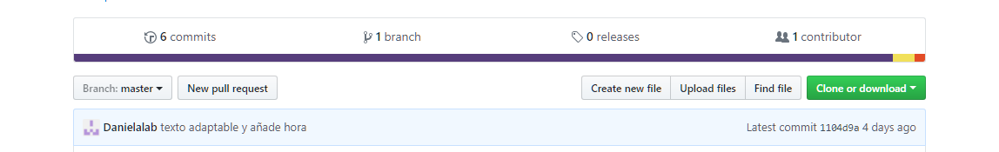 6 commits 1 branch 0 releases 1 contributor
Branch: master New pull request Create new file Upload files Find file Clone or download
Danielalab texto adaptable y añade hora Latest commit 1104d9a 4 days ago